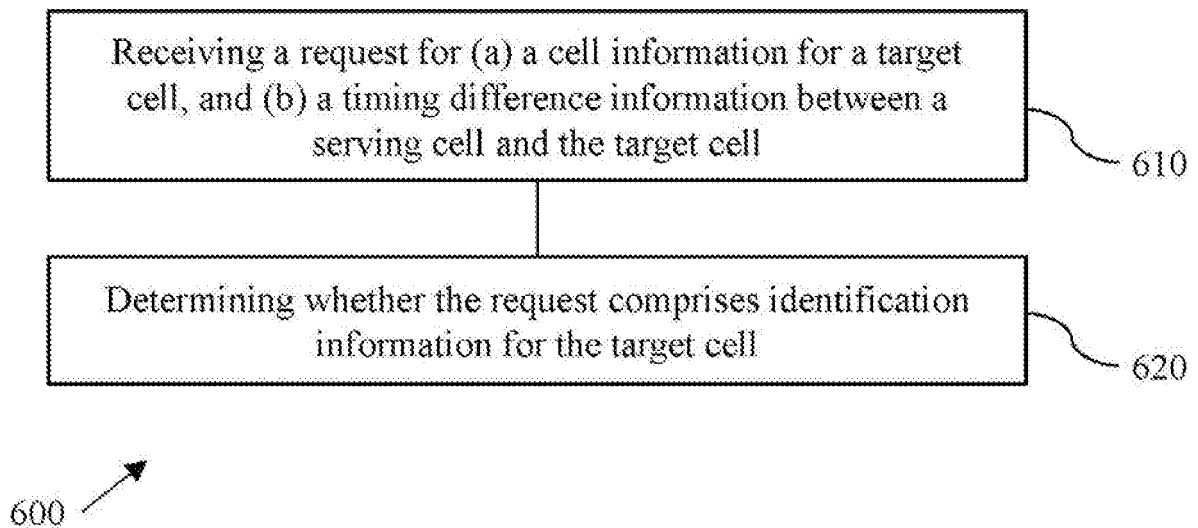 Receiving a request for (a) a cell information for a target
cell, and (b) a timing difference information between a
serving cell and the target cell
610
Determining whether the request comprises identification
information for the target cell
620
600